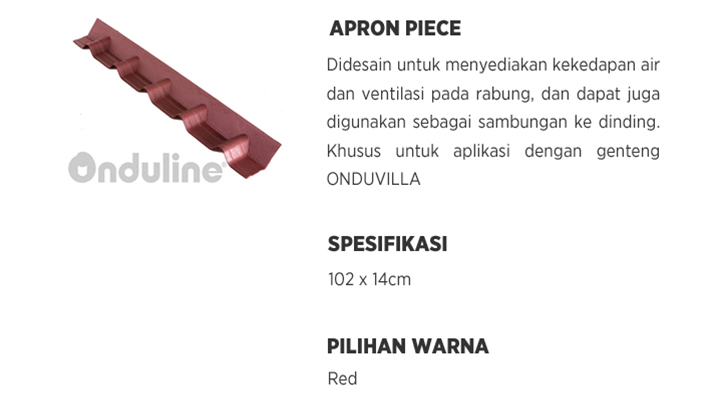 Onduline
APRON PIECE
Didesain untuk menyediakan kekedapan air
dan ventilasi pada rabung, dan dapat juga
digunakan sebagai sambungan ke dinding.
Khusus untuk aplikasi dengan genteng
ONDUVILLA
SPESIFIKASI
102 x 14cm
PILIHAN WARNA
Red